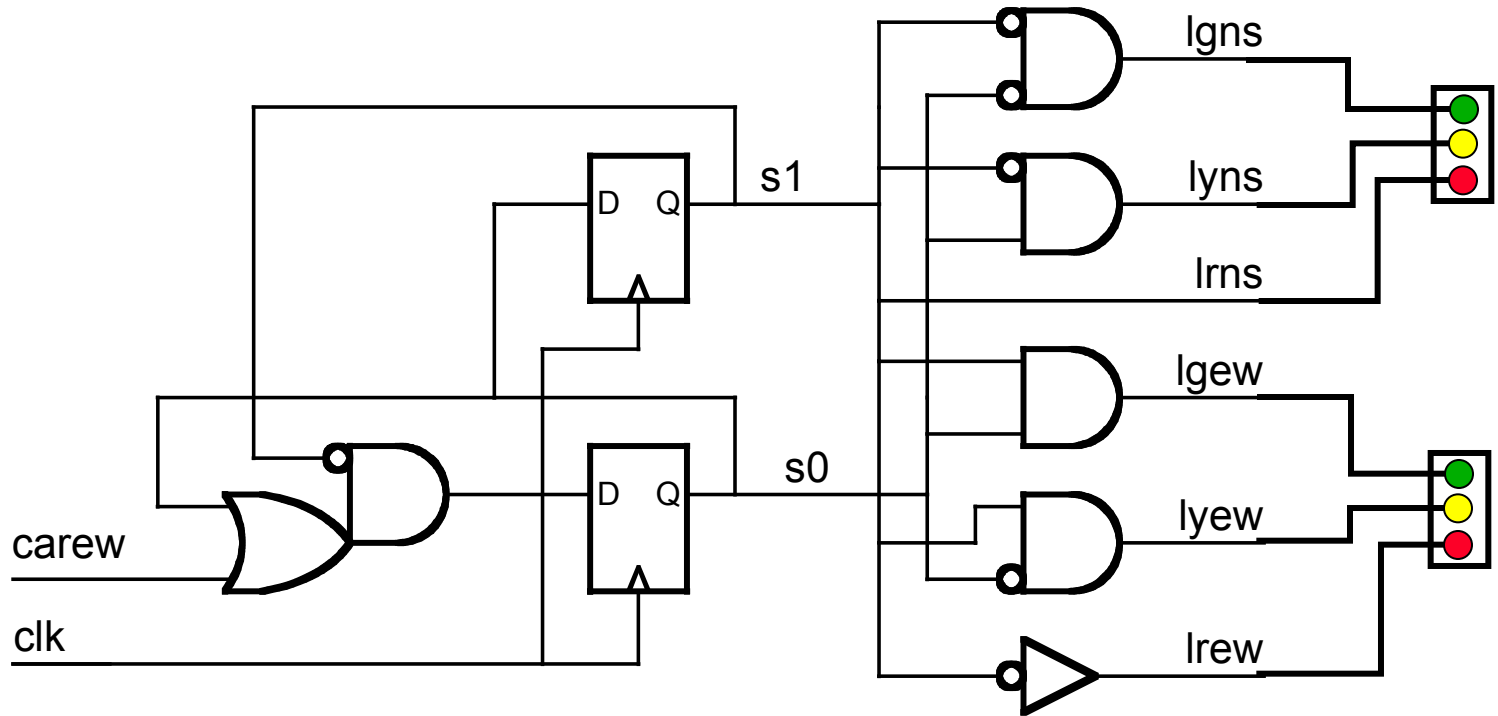 lgns
s1
D Q
lyns
lrns
lgew
s0
D Q
lyew
carew
clk
lrew